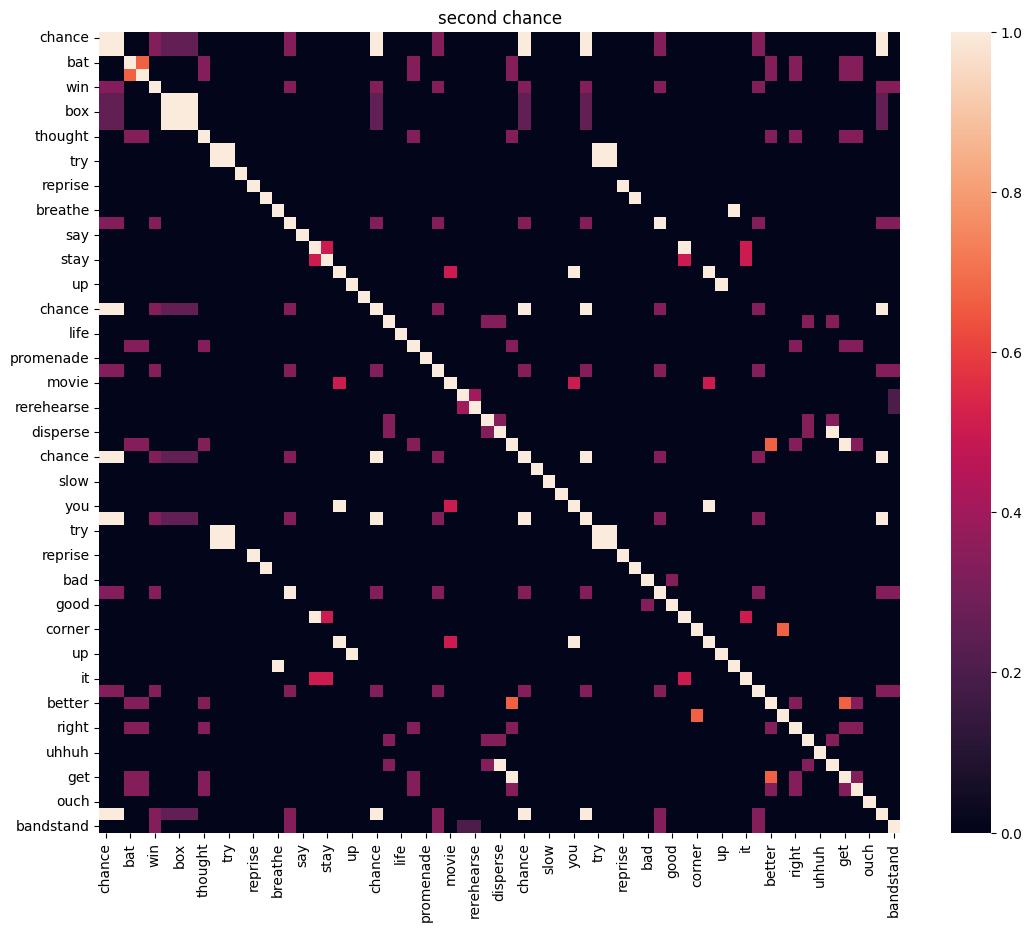 second chance
chance
bat
win
box
thought
try
reprise
breathe
say
stay
up
chance
life
promenade
movie
rerehearse
disperse
chance
slow
you
try
reprise
bad
good
corner
up
it
better
right
uhhuh
get
ouch
bandstand
chance
bat
win
box
thought
try
reprise
breathe
say
stay
up
chance
life
promenade
movie
rerehearse
disperse
chance
slow
you
try
reprise
bad
good
corner
up
it
better
right
uhhuh
get
ouch
bandstand
1.0
0.8
0.6
0.4
0.2
0.0